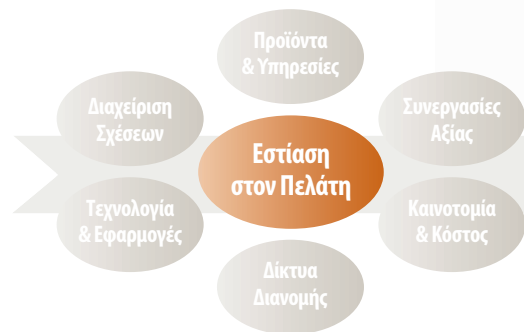 Προϊόντα
& Υπηρεσίες
Διαχείριση
Σχέσεων
Συνεργασίες
Αξίας
Εστίαση
στον Πελάτη
Τεχνολογία
& Εφαρμογές
Καινοτομία
& Κόστος
Δίκτυα
Διανομής